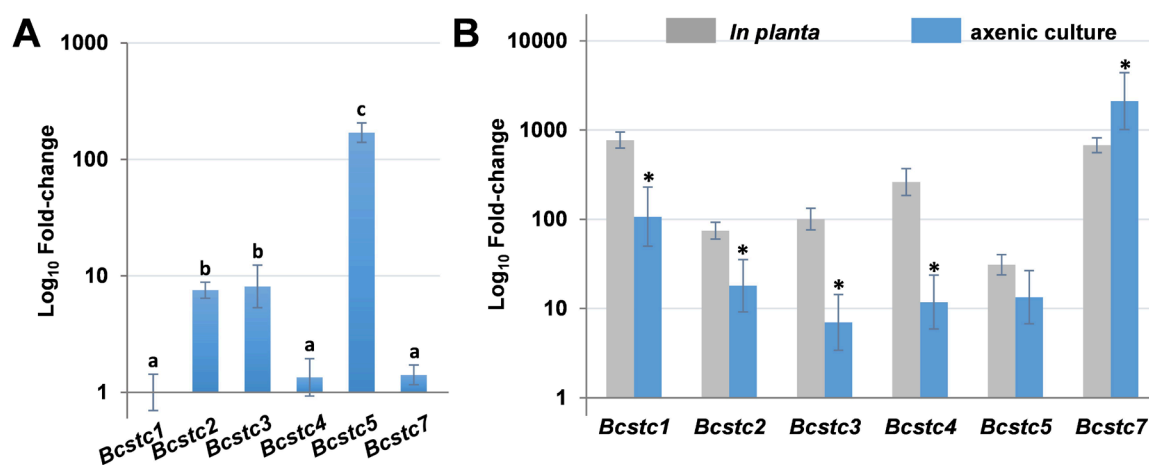 A
Log10 Fold-change
1000
100
10
1
a
b
b
a
c
a
Bcstc1
Bcstc2
Bcstc3
Bcstc4
Bcstc5
Bcstc7
B
In planta
axenic culture
Log10 Fold-change
10000
1000
100
10
1
*
*
*
*
*
Bcstc1 Bcstc2 Bcstc3 Bcstc4 Bcstc5 Bcstc7